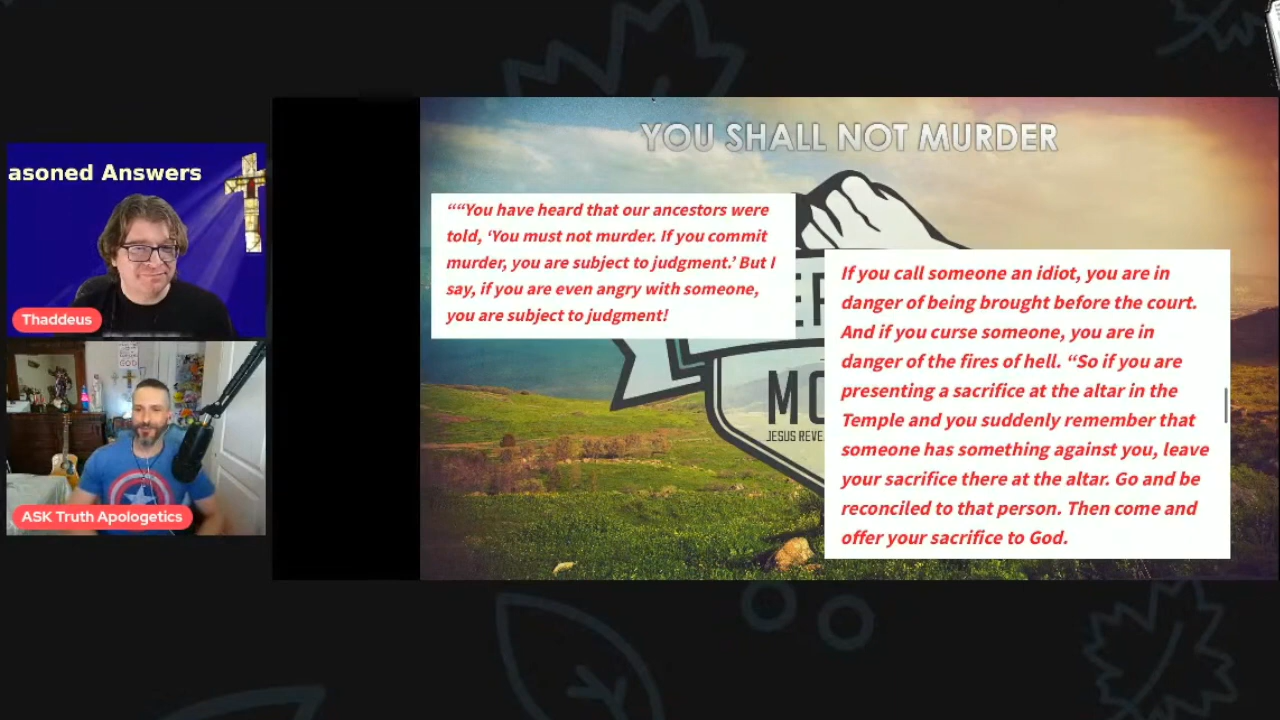 asoned Answers
Thaddeus
ASK Truth Apologetics
YOU SHALL NOT MURDER
““You have heard that our ancestors were
told, ‘You must not murder. If you commit
murder, you are subject to judgment.’ But I
say, if you are even angry with someone,
you are subject to judgment!
If you call someone an idiot, you are in
danger of being brought before the court.
And if you curse someone, you are in
danger of the fires of hell. “So if you are
presenting a sacrifice at the altar in the
Temple and you suddenly remember that
someone has something against you, leave
your sacrifice there at the altar. Go and be
reconciled to that person. Then come and
offer your sacrifice to God.
MO
JESUS REVE